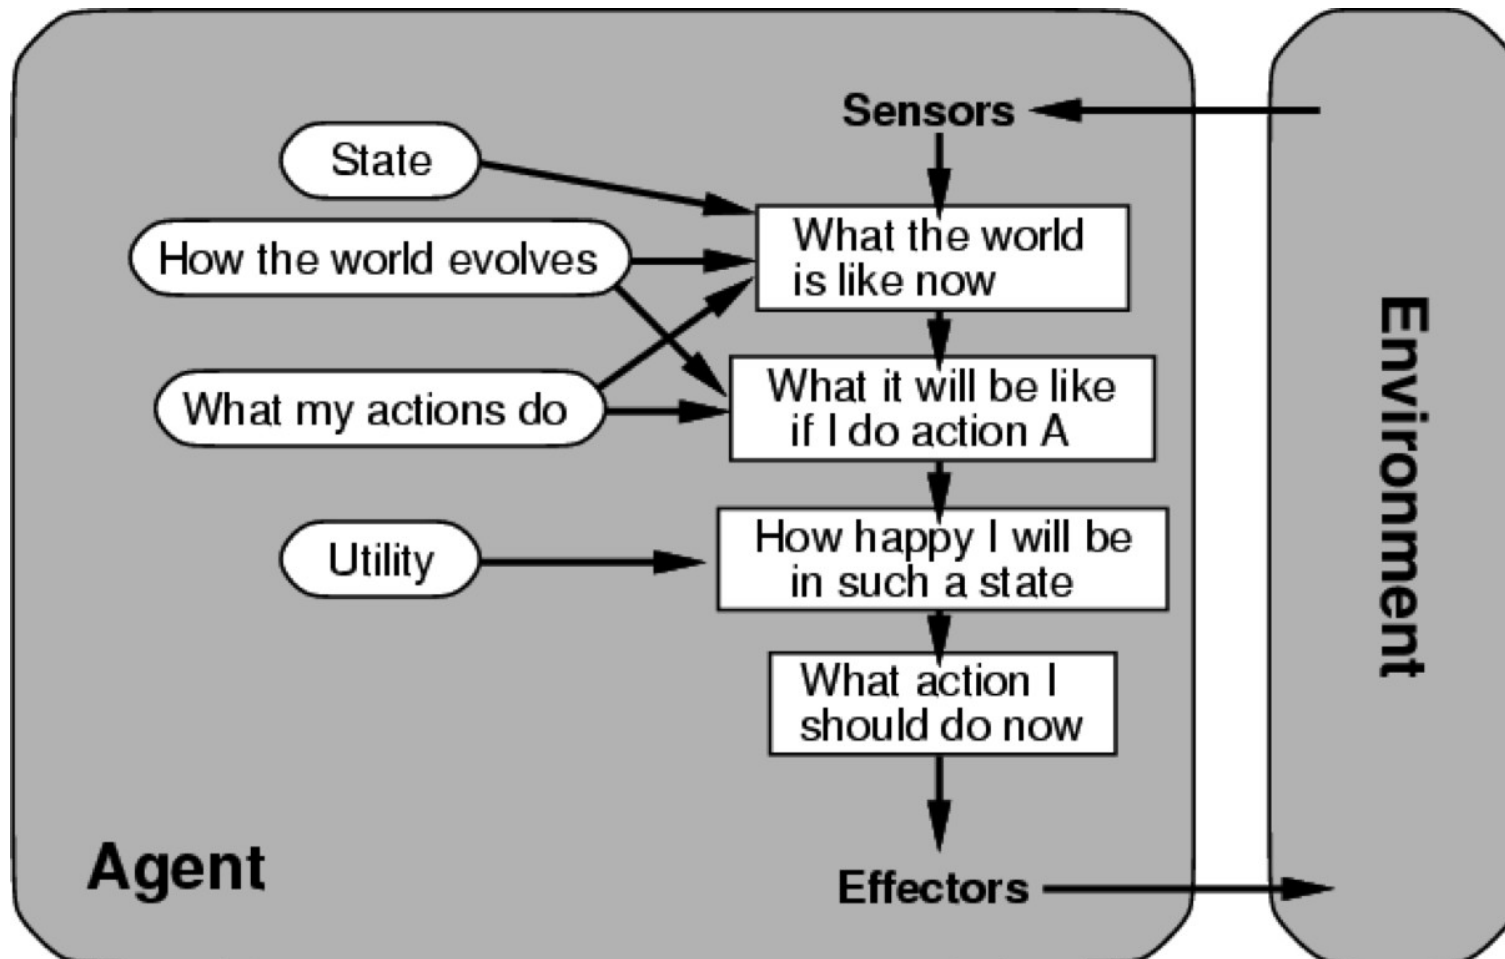 Sensors
State
What the world
is like now
How the world evolves
What it will be like
if I do action A
What my actions do
How happy I will be
in such a state
Utility
What action I
should do now
Effectors
Agent
Environment